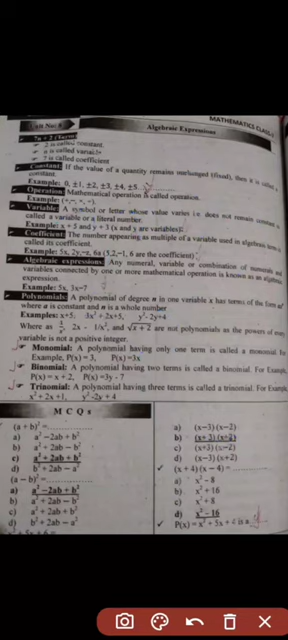 MATHEMATICS CLASS
Unit No: 6
Algebraic Expressions
7n + 2 (Term)
2 is called constant.
n is called variable
7 is called coefficient
Constant: If the value of a quantity remains unchanged (fixed), then it is called a
constant.
Example: 0, ±1, ±2, ±3, ±4, ±5
Operation: Mathematical operation is called operation.
Example: (+, −, ×, −).
Variable: A symbol or letter whose value varies i.e. does not remain constant is
called a variable or a literal number.
Example: x + 5 and y + 3 (x and y are variables)
Coefficient: The number appearing as multiple of a variable used in algebraic term is
called its coefficient.
Example: 5x, 2y, −z, 6a (5,2,−1, 6 are the coefficient)
Algebraic expressions: Any numeral, variable or combination of numerals and
variables connected by one or more mathematical operation is known as algebraic
expression.
Example: 5x, 3x=7
Polynomials: A polynomial of degree n in one variable x has terms of the form axⁿ
where a is constant and n is a whole number
Examples: x+5, 3x² + 2x+5, y²- 2y+4
Where as 2x - 1/x², and √x + 2 are not polynomials as the powers of every
variable is not a positive integer.
Monomial: A polynomial having only one term is called a monomial For
Example, P(x) = 3, P(x) =3x
Binomial: A polynomial having two terms is called a binomial. For Example,
P(x) = x + 2, P(x) =3y - 7
Trinomial: A polynomial having three terms is called a trinomial. For Example,
x² + 2x +1, y² -2y + 4
M C Q s
(a + b)² =
a) a² −2ab + b²
b) a² + 2ab − b²
c) a² + 2ab + b²
d) b² + 2ab − a²
(a − b)² =
a) a² −2ab + b²
b) a² + 2ab − b²
c) a² + 2ab + b²
d) b² + 2ab − a²
a) (x−3) (x−2)
b) (x+3) (x+2)
c) (x+3) (x−2)
d) (x−3) (x+2)
(x + 4) (x − 4) =
a) x² − 8
b) x² + 16
c) x² + 8
d) x² −16
P(x) = x² + 5x + 4 is a